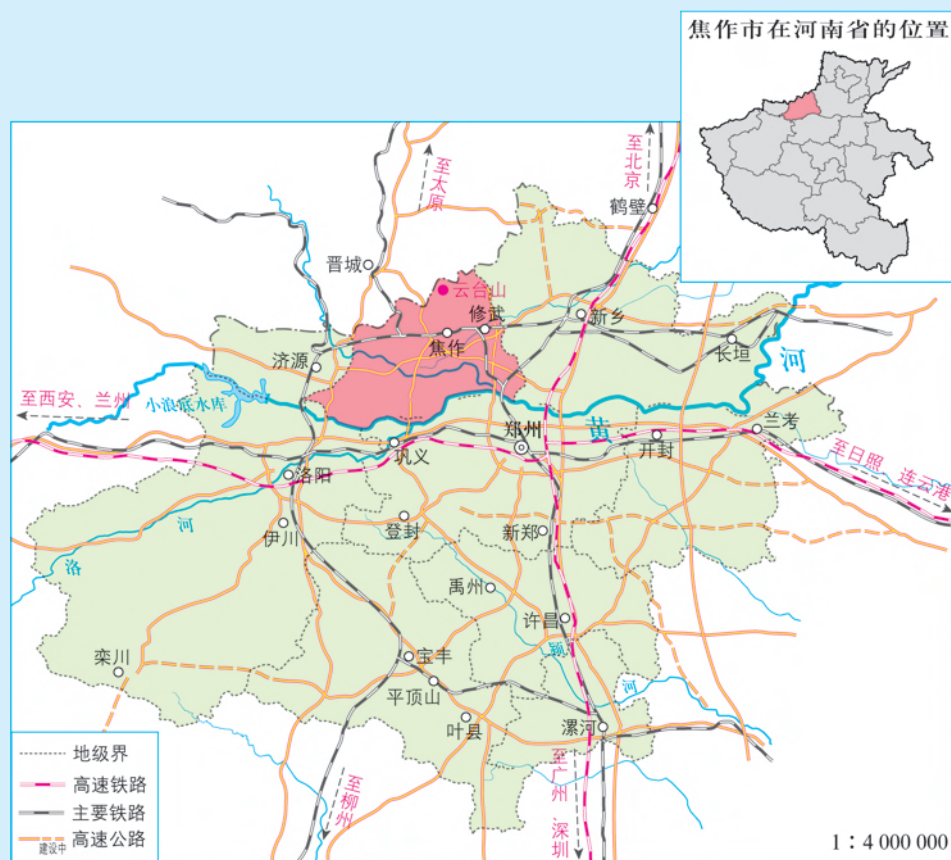 焦作市在河南省的位置
至太原
至北京
鹤壁
晋城
云台山
修武
新乡
焦作
济源
长垣
河
至西安、兰州
小浪底水库
黄
郑州
兰考
巩义
开封
至日照、连云港
洛阳
河
伊川
登封
新郑
洛
禹州
许昌
颍
栾川
宝丰
平顶山
河
叶县
漯河
至柳州
至广州、深圳
地级界
高速铁路
主要铁路
建设中 高速公路
1∶4 000 000